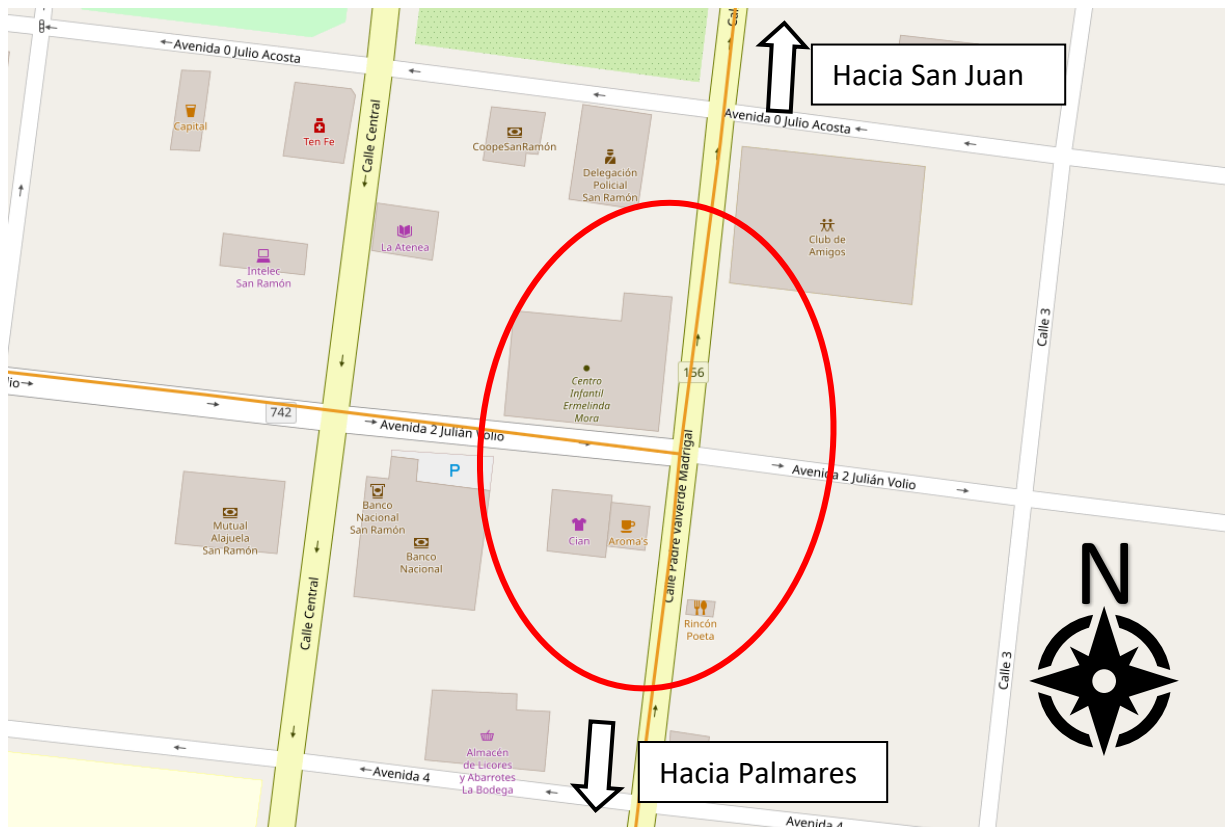 Cal
Hacia San Juan
Avenida 0 Julio Acosta
Avenida 0 Julio Acosta
Capital
Ten Fe
Calle Central
CoopeSanRamón
Delegación
Policial
San Ramón
La Atenea
Intelec
San Ramón
Club de
Amigos
Calle 3
Centro
Infantil
Ermelinda
Mora
156
lio
742
Avenida 2 Julián Volio
Avenida 2 Julián Volio
Calle Padre Valverde Madrigal
P
Banco
Nacional
San Ramón
Banco
Nacional
Mutual
Alajuela
San Ramón
Cian
Aroma's
Rincón
Poeta
Calle Central
Calle 3
N
Almacén
de Licores
y Abarrotes
La Bodega
Avenida 4
Hacia Palmares
Avenida 4